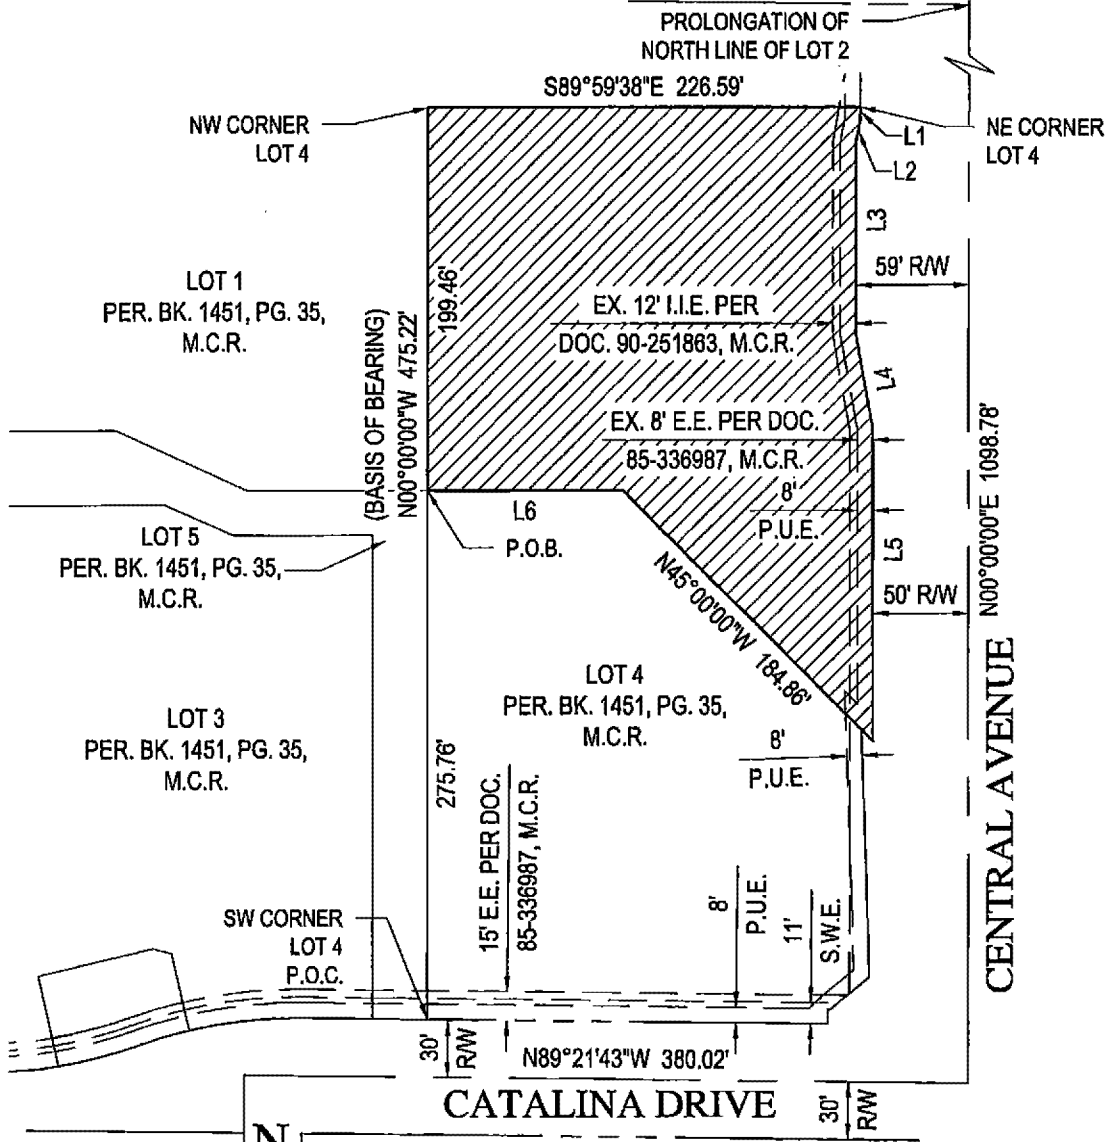 PROLONGATION OF
NORTH LINE OF LOT 2
S89°59'38"E 226.59'
NW CORNER
LOT 4
NE CORNER
LOT 4
L1
L2
L3
59' R/W
LOT 1
PER. BK. 1451, PG. 35,
M.C.R.
199.46'
EX. 12' I.I.E. PER
DOC. 90-251863, M.C.R.
(BASIS OF BEARING)
N00°00'00"W 475.22'
L4
EX. 8' E.E. PER DOC.
85-336987, M.C.R.
8'
P.U.E.
N00°00'00"E 1098.78'
L6
P.O.B.
L5
LOT 5
PER. BK. 1451, PG. 35,
M.C.R.
50' R/W
N45°00'00"W 184.86'
LOT 4
PER. BK. 1451, PG. 35,
M.C.R.
LOT 3
PER. BK. 1451, PG. 35,
M.C.R.
8'
P.U.E.
275.76'
CENTRAL AVENUE
15' E.E. PER DOC.
85-336987, M.C.R.
8'
P.U.E.
11'
S.W.E.
SW CORNER
LOT 4
P.O.C.
30'
R/W
N89°21'43"W 380.02'
CATALINA DRIVE
30'
R/W
N